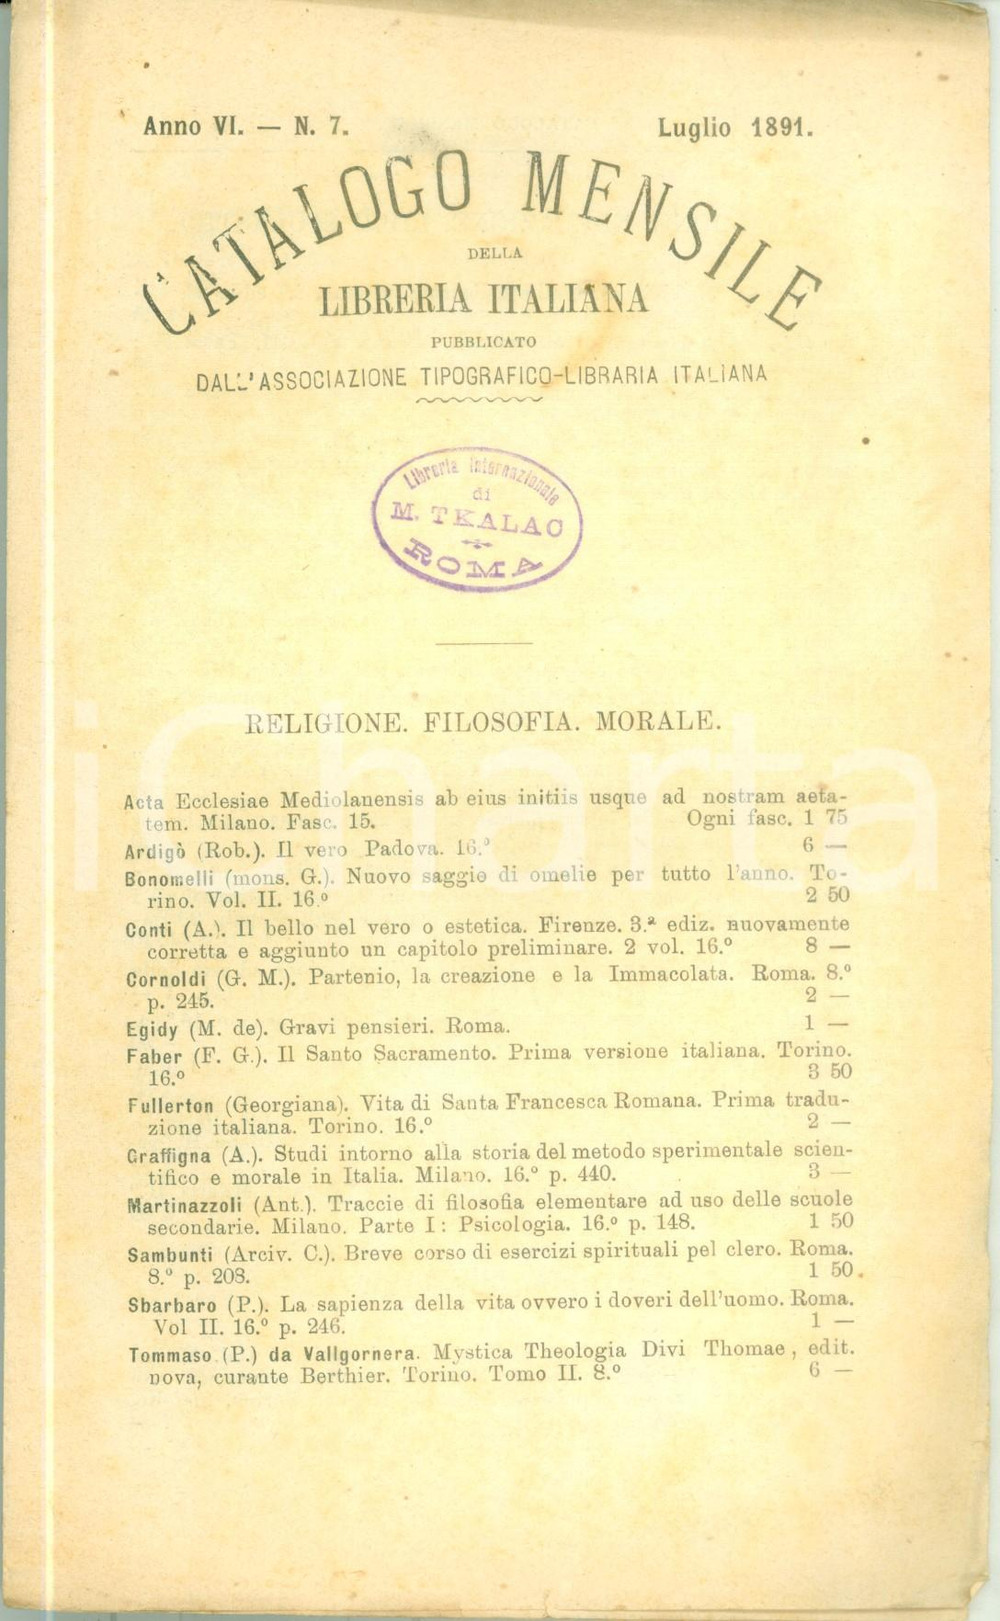 Anno VI. — N. 7. Luglio 1891.
CATALOGO MENSILE
DELLA
LIBRERIA ITALIANA
PUBBLICATO
DALL'ASSOCIAZIONE TIPOGRAFICO-LIBRARIA ITALIANA
Libreria Internazionale
di
M. TKALAC
ROMA
RELIGIONE. FILOSOFIA. MORALE.
Acta Ecclesiae Mediolanensis ab eius initiis usque ad nostram aeta-
tem. Milano. Fasc. 15. Ogni fasc. 1 75
Ardigò (Rob.). Il vero Padova. 16.º 6 —
Bonomelli (mons. G.). Nuovo saggio di omelie per tutto l'anno. To-
rino. Vol. II. 16.º 2 50
Conti (A.). Il bello nel vero o estetica. Firenze. 3.ª ediz. nuovamente
corretta e aggiunto un capitolo preliminare. 2 vol. 16.º 8 —
Cornoldi (G. M.). Partenio, la creazione e la Immacolata. Roma. 8.º
p. 245. 2 —
Egidy (M. de). Gravi pensieri. Roma. 1 —
Faber (F. G.). Il Santo Sacramento. Prima versione italiana. Torino.
16.º 3 50
Fullerton (Georgiana). Vita di Santa Francesca Romana. Prima tradu-
zione italiana. Torino. 16.º 2 —
Graffigna (A.). Studi intorno alla storia del metodo sperimentale scien-
tifico e morale in Italia. Milano. 16.º p. 440. 3 —
Martinazzoli (Ant.). Traccie di filosofia elementare ad uso delle scuole
secondarie. Milano. Parte I: Psicologia. 16.º p. 148. 1 50
Sambunti (Arciv. C.). Breve corso di esercizi spirituali pel clero. Roma.
8.º p. 208. 1 50.
Sbarbaro (P.). La sapienza della vita ovvero i doveri dell'uomo. Roma.
Vol II. 16.º p. 246. 1 —
Tommaso (P.) da Vallgornera. Mystica Theologia Divi Thomae, edit.
nova, curante Berthier. Torino. Tomo II. 8.º 6 —
iCharta